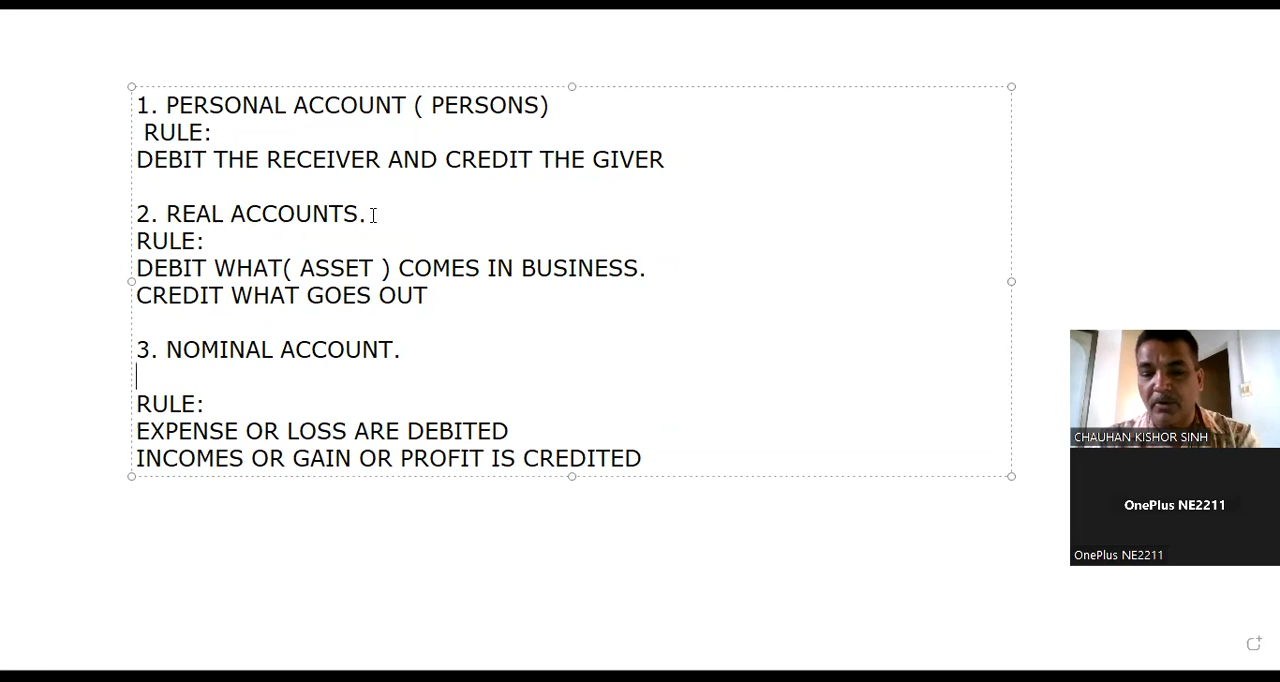 1. PERSONAL ACCOUNT ( PERSONS)
RULE:
DEBIT THE RECEIVER AND CREDIT THE GIVER
2. REAL ACCOUNTS.
RULE:
DEBIT WHAT( ASSET ) COMES IN BUSINESS.
CREDIT WHAT GOES OUT
3. NOMINAL ACCOUNT.
RULE:
EXPENSE OR LOSS ARE DEBITED
INCOMES OR GAIN OR PROFIT IS CREDITED
CHAUHAN KISHOR SINH
OnePlus NE2211
OnePlus NE2211